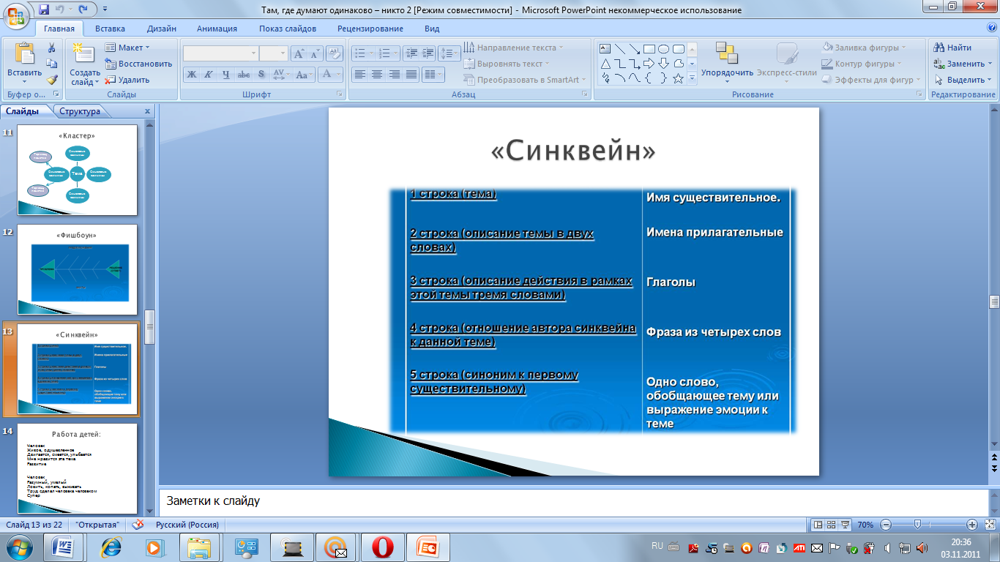 Там, где думают одинаково – никто 2 [Режим совместимости] - Microsoft PowerPoint некоммерческое использование
Главная Вставка Дизайн Анимация Показ слайдов Рецензирование Вид
Вставить
Буфер о...
Создать слайд
Макет
Восстановить
Удалить
Слайды
Ж К Ч abc S AV Aa A
Шрифт
Направление текста
Выровнять текст
Преобразовать в SmartArt
Абзац
Упорядочить
Экспресс-стили
Заливка фигуры
Контур фигуры
Эффекты для фигур
Рисование
Найти
Заменить
Выделить
Редактирование
Слайды Структура
11
«Кластер»
Тема
12
«Фишбоун»
13
«Синквейн»
14
Работа детей:
Человек
Живое, одушевленное
Двигается, смеется, улыбается
Мне нравится эта тема
Развитие
Человек
Разумный, умелый
Ловить, копать, выживать
Труд сделал человека человеком
Супер
«Синквейн»
1 строка (тема)
Имя существительное.
2 строка (описание темы в двух
словах)
Имена прилагательные
3 строка (описание действия в рамках
этой темы тремя словами)
Глаголы
4 строка (отношение автора синквейна
к данной теме)
Фраза из четырех слов
5 строка (синоним к первому
существительному)
Одно слово,
обобщающее тему или
выражение эмоции к
теме
Заметки к слайду
Слайд 13 из 22 "Открытая" Русский (Россия) 70%
RU
20:36
03.11.2011